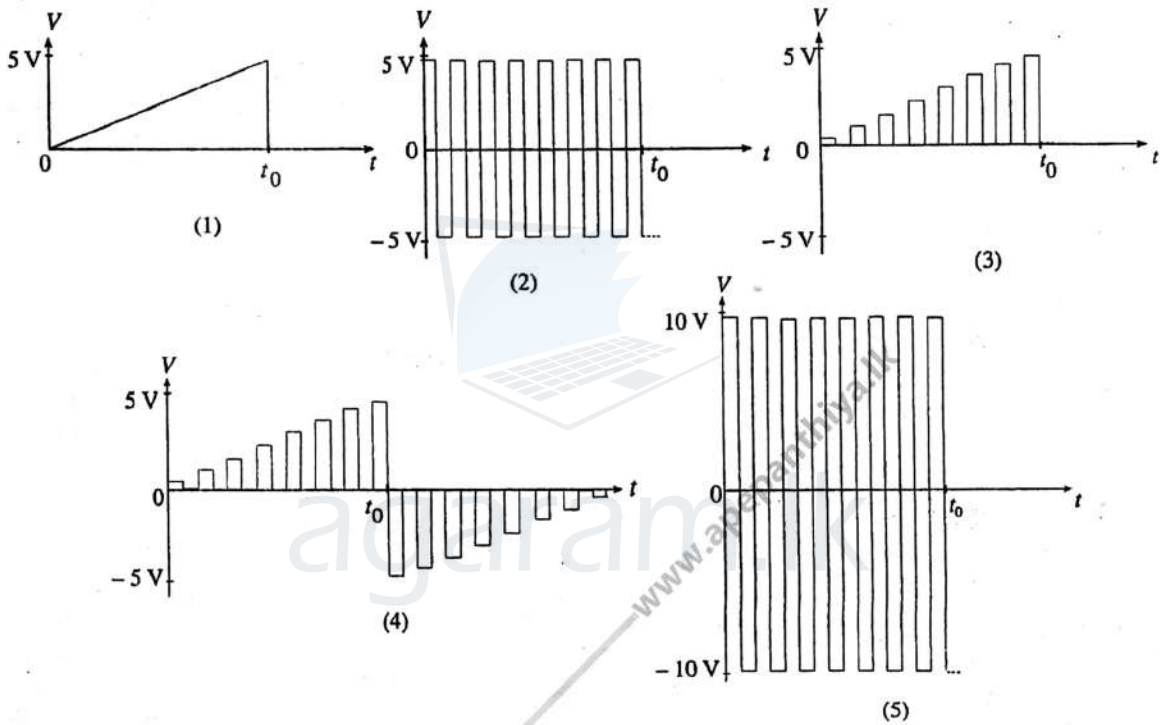 V
5 V
0
t₀
t
(1)
V
5 V
0
t
t₀
– 5 V
(2)
V
5 V
0
t₀
t
– 5 V
(3)
V
5 V
0
t₀
t
– 5 V
(4)
V
10 V
0
t₀
t
– 10 V
(5)
agaram.lk
www.apepanthiya.lk